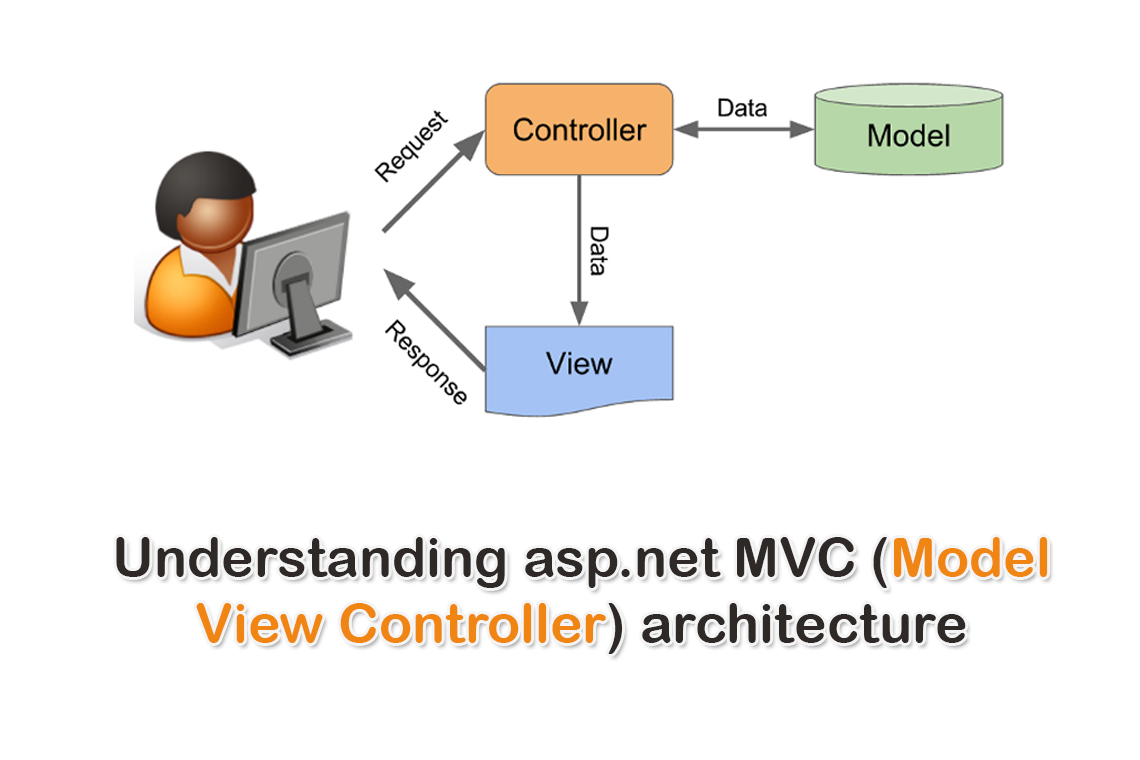 Request
Controller
Data
Model
Data
View
Response
Understanding asp.net MVC (Model
View Controller) architecture